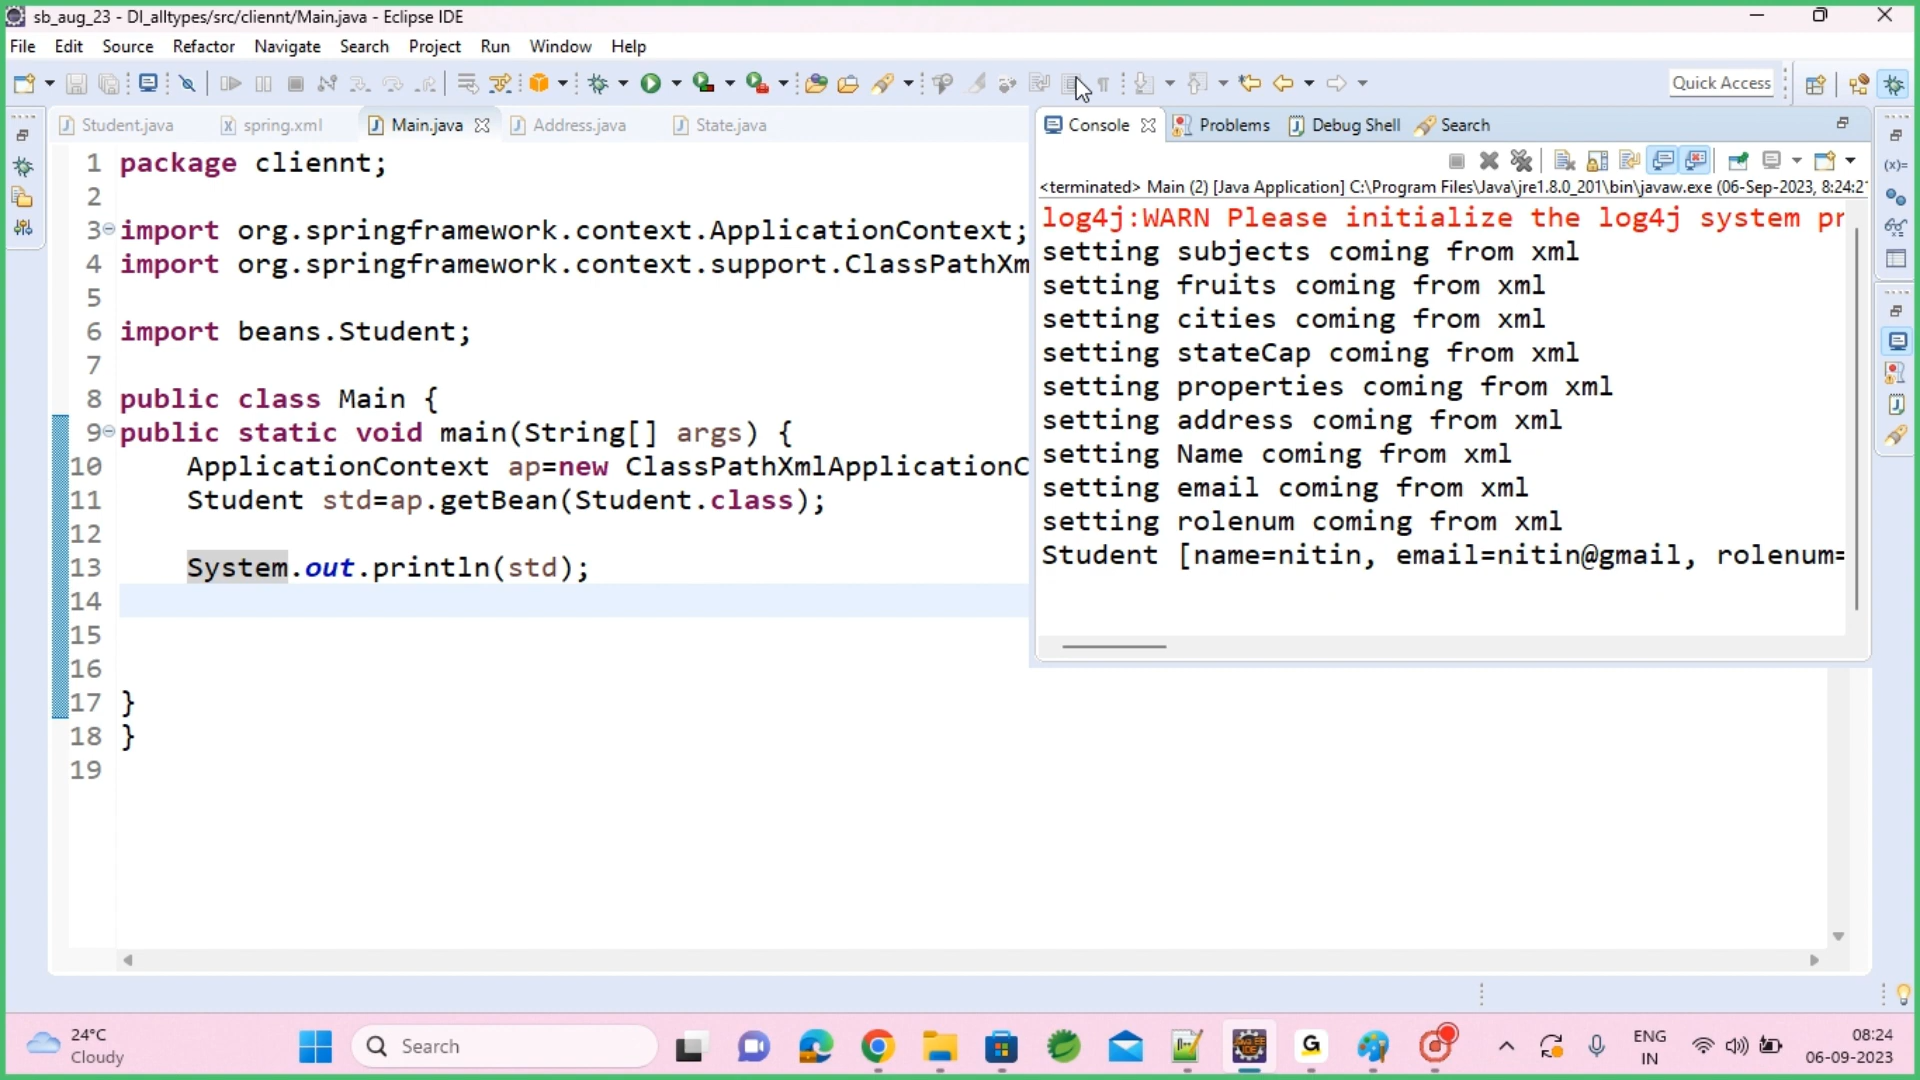 sb_aug_23 - DI_alltypes/src/cliennt/Main.java - Eclipse IDE
File Edit Source Refactor Navigate Search Project Run Window Help
Quick Access
Student.java spring.xml Main.java Address.java State.java
1 package cliennt;
2
3 import org.springframework.context.ApplicationContext;
4 import org.springframework.context.support.ClassPathXm
5
6 import beans.Student;
7
8 public class Main {
9 public static void main(String[] args) {
10 ApplicationContext ap=new ClassPathXmlApplicationC
11 Student std=ap.getBean(Student.class);
12
13 System.out.println(std);
14
15
16
17 }
18 }
19
Console Problems Debug Shell Search
<terminated> Main (2) [Java Application] C:\Program Files\Java\jre1.8.0_201\bin\javaw.exe (06-Sep-2023, 8:24:21
log4j:WARN Please initialize the log4j system pr
setting subjects coming from xml
setting fruits coming from xml
setting cities coming from xml
setting stateCap coming from xml
setting properties coming from xml
setting address coming from xml
setting Name coming from xml
setting email coming from xml
setting rolenum coming from xml
Student [name=nitin, email=nitin@gmail, rolenum=
24°C
Cloudy
Search
ENG
IN
08:24
06-09-2023